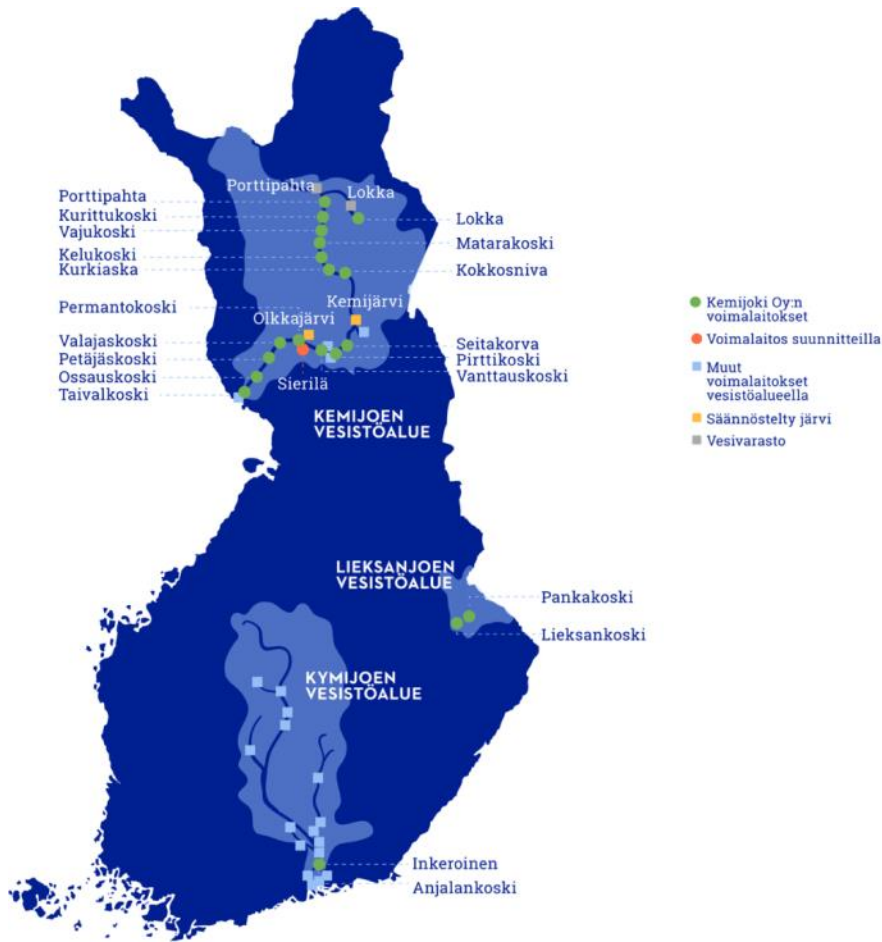 Porttipahta
Lokka
Porttipahta
Kurittukoski
Vajukoski
Kelukoski
Kurkiaska
Lokka
Matarakoski
Kokkosniva
Permantokoski
Kemijärvi
Olkkajärvi
Valajaskoski
Petäjäskoski
Ossauskoski
Taivalkoski
Seitakorva
Pirttikoski
Vanttauskoski
Sierilä
KEMIJOEN
VESISTÖALUE
Kemijoki Oy:n
voimalaitokset
Voimalaitos suunnitteilla
Muut
voimalaitokset
vesistöalueella
Säännöstelty järvi
Vesivarasto
LIEKSANJOEN
VESISTÖALUE
Pankakoski
Lieksankoski
KYMIJOEN
VESISTÖALUE
Inkeroinen
Anjalankoski